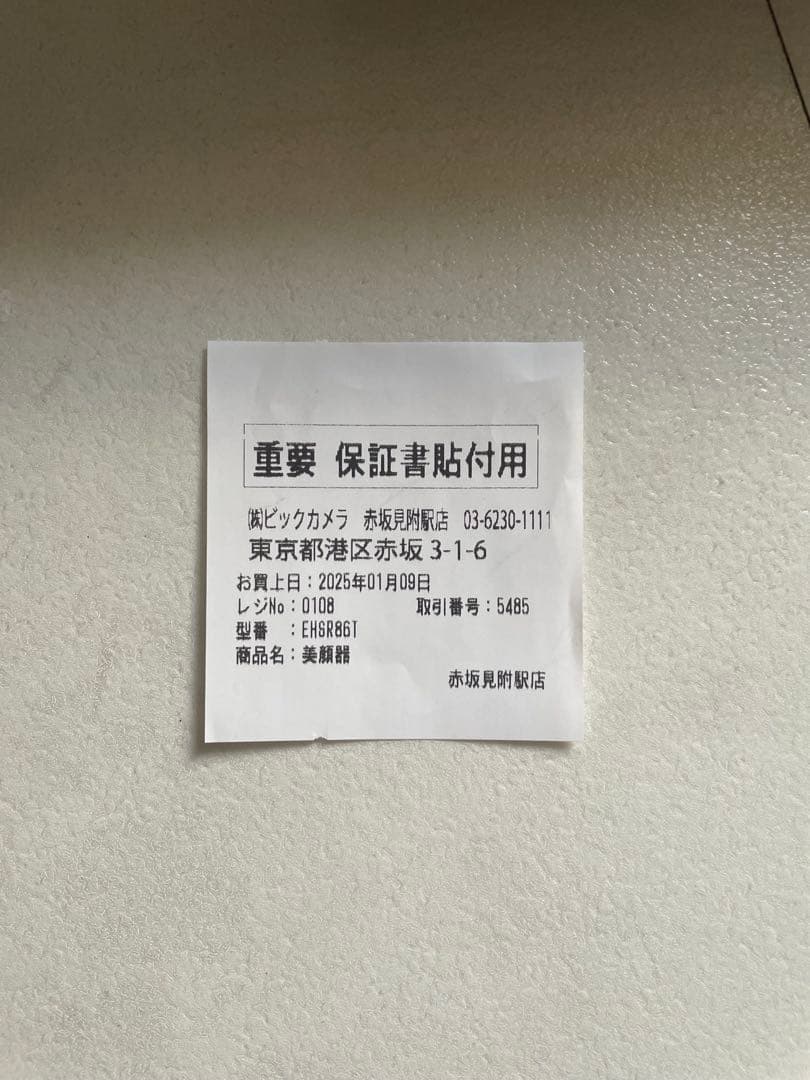 重要 保証書貼付用
㈱ビックカメラ 赤坂見附駅店 03-6230-1111
東京都港区赤坂 3-1-6
お買上日：2025年01月09日
レジNo：0108 取引番号：5485
型番 ：EHSR86T
商品名：美顔器
赤坂見附駅店